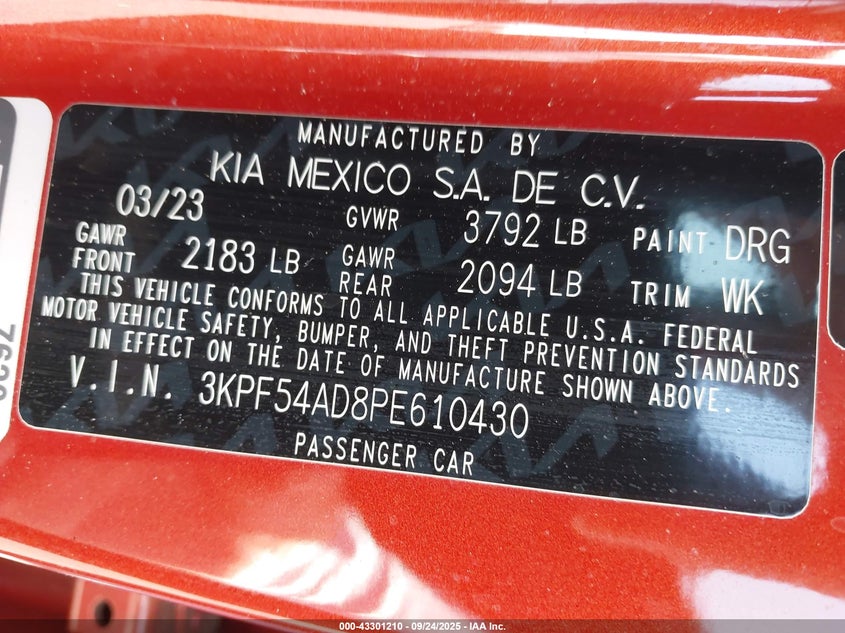 MANUFACTURED BY
KIA MEXICO S.A. DE C.V.
03/23 GVWR 3792 LB PAINT DRG
GAWR FRONT 2183 LB GAWR REAR 2094 LB TRIM WK
THIS VEHICLE CONFORMS TO ALL APPLICABLE U.S.A. FEDERAL
MOTOR VEHICLE SAFETY, BUMPER, AND THEFT PREVENTION STANDARDS
IN EFFECT ON THE DATE OF MANUFACTURE SHOWN ABOVE.
V.I.N. 3KPF54AD8PE610430
PASSENGER CAR
000-43301210 - 09/24/2025 - IAA Inc.